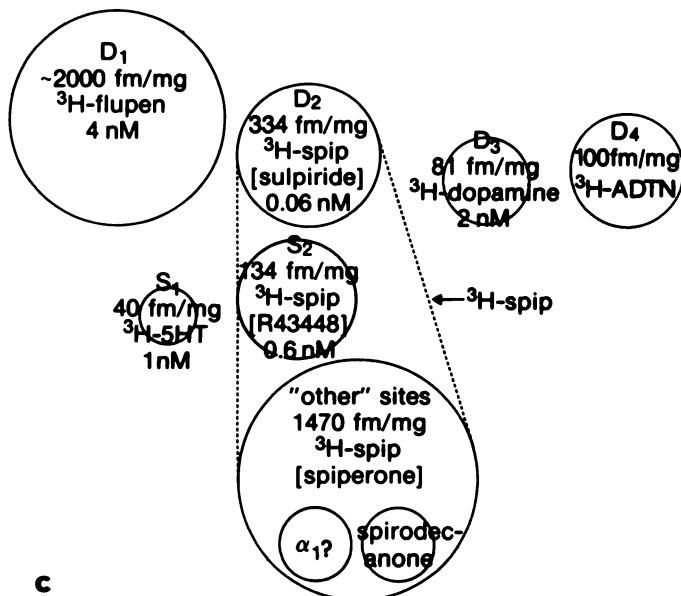 D₁
~2000 fm/mg
³H-flupen
4 nM
D₂
334 fm/mg
³H-spip
[sulpiride]
0.06 nM
D₃
81 fm/mg
³H-dopamine
2 nM
D₄
100fm/mg
³H-ADTN
S₁
40 fm/mg
³H-5HT
1nM
S₂
134 fm/mg
³H-spip
[R43448]
0.6 nM
³H-spip
"other" sites
1470 fm/mg
³H-spip
[spiperone]
α₁?
spirodec-
anone
c